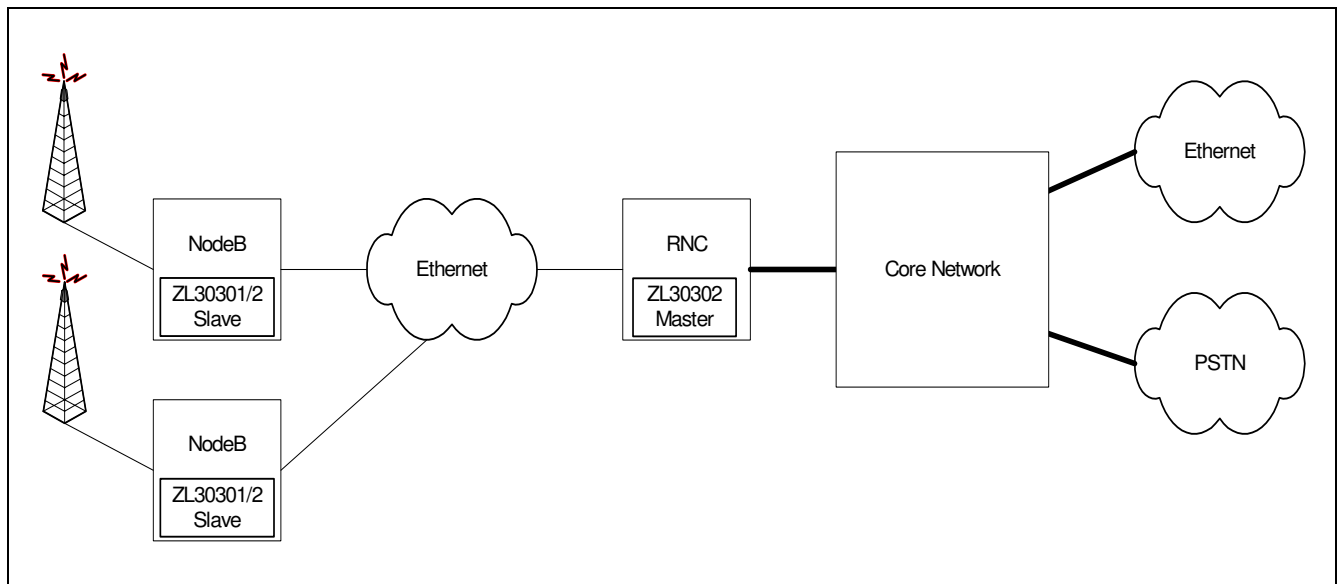 NodeB
ZL30301/2
Slave
Ethernet
RNC
ZL30302
Master
Core Network
Ethernet
PSTN
NodeB
ZL30301/2
Slave